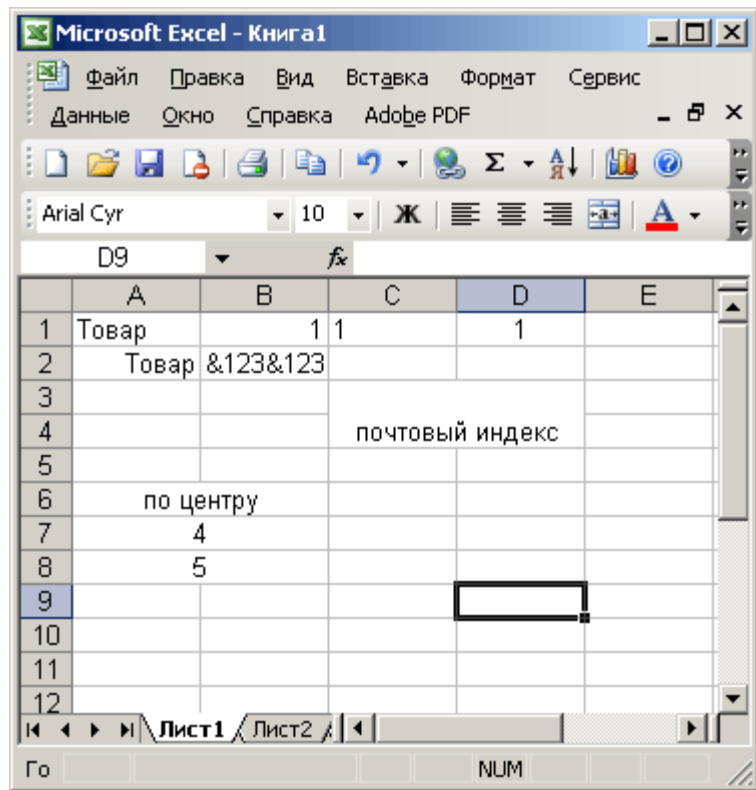 Microsoft Excel - Книга1
Файл Правка Вид Вставка Формат Сервис
Данные Окно Справка Adobe PDF
Arial Cyr 10 Ж A
D9 fx
A B C D E
1 Товар 1 1 1
2 Товар &123&123
3
4 почтовый индекс
5
6 по центру
7 4
8 5
9
10
11
12
Лист1 Лист2
Го NUM